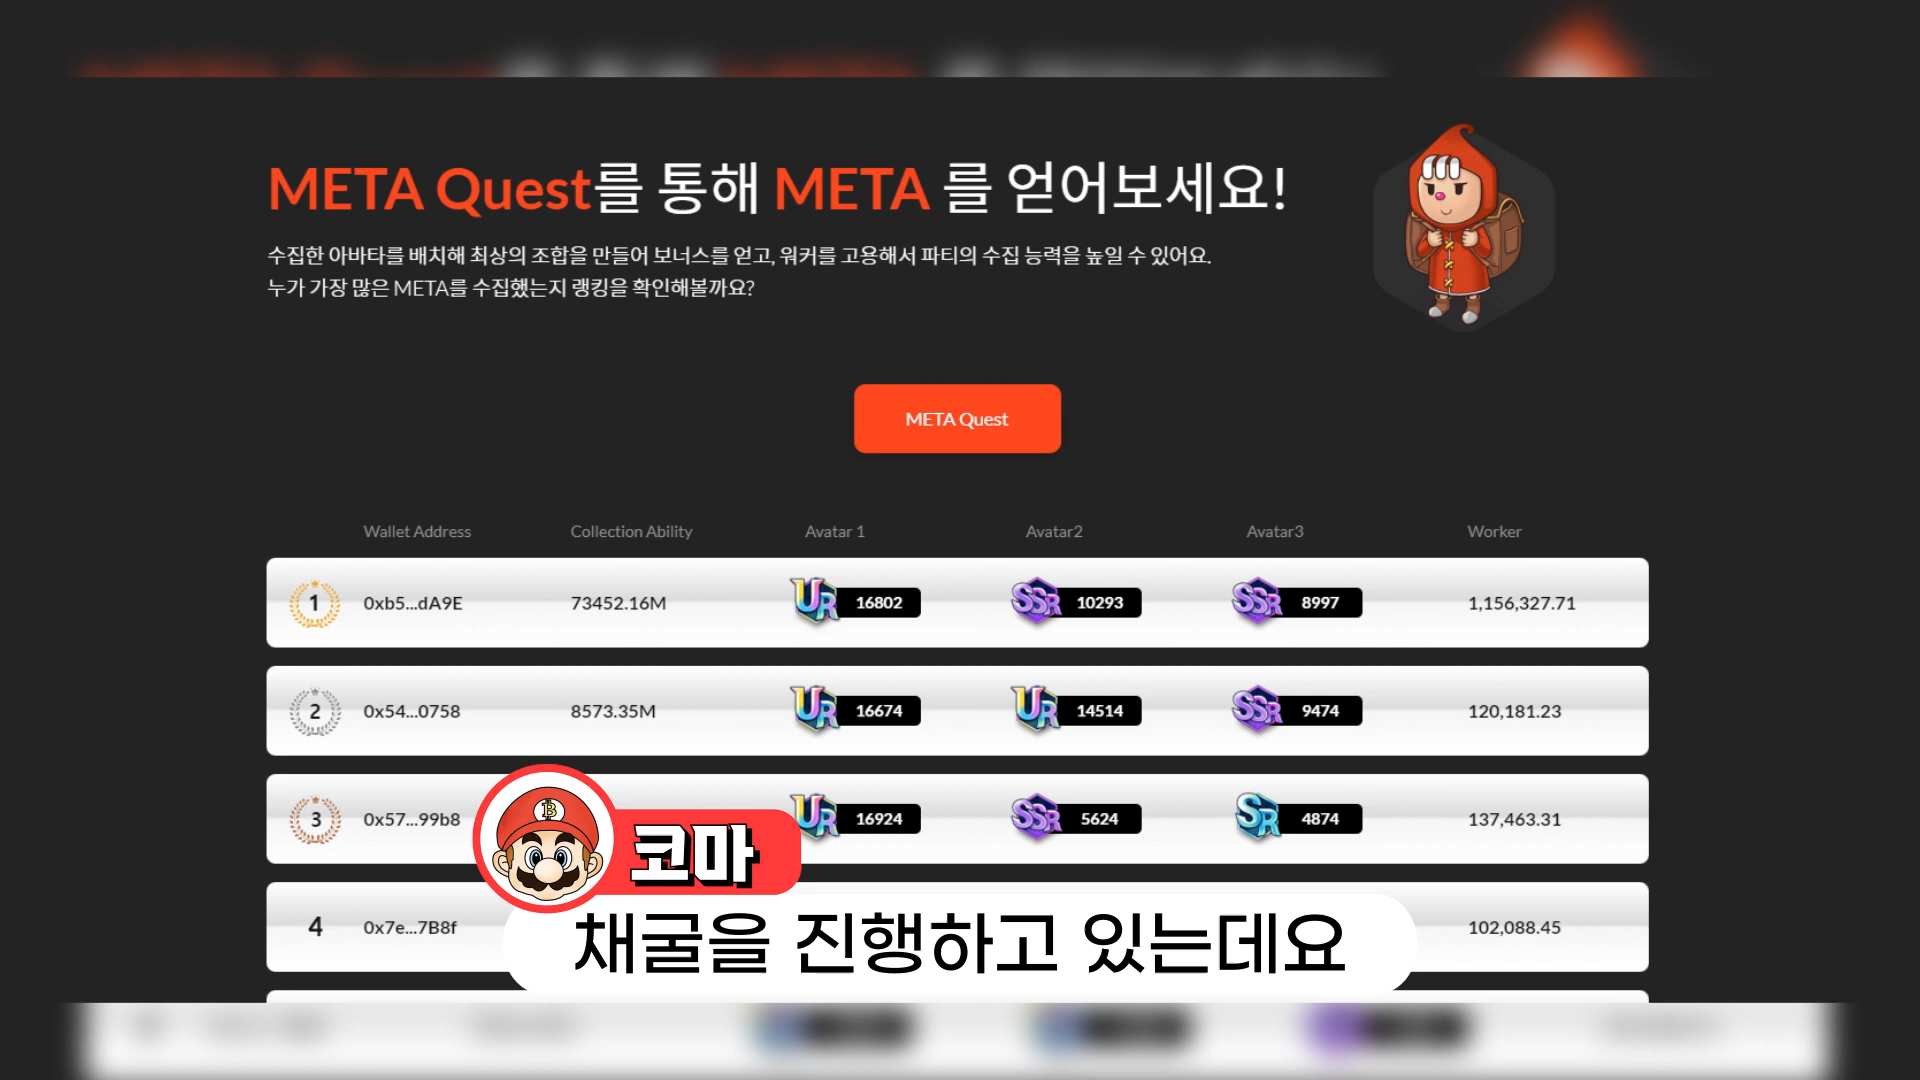 META Quest를 통해 META 를 얻어보세요!
수집한 아바타를 배치해 최상의 조합을 만들어 보너스를 얻고, 워커를 고용해서 파티의 수집 능력을 높일 수 있어요.
누가 가장 많은 META를 수집했는지 랭킹을 확인해볼까요?
META Quest
Wallet Address Collection Ability Avatar 1 Avatar2 Avatar3 Worker
1 0xb5...dA9E 73452.16M UR 16802 SSR 10293 SSR 8997 1,156,327.71
2 0x54...0758 8573.35M UR 16674 UR 14514 SSR 9474 120,181.23
3 0x57...99b8 UR 16924 SSR 5624 SR 4874 137,463.31
코마
4 0x7e...7B8f 102,088.45
채굴을 진행하고 있는데요